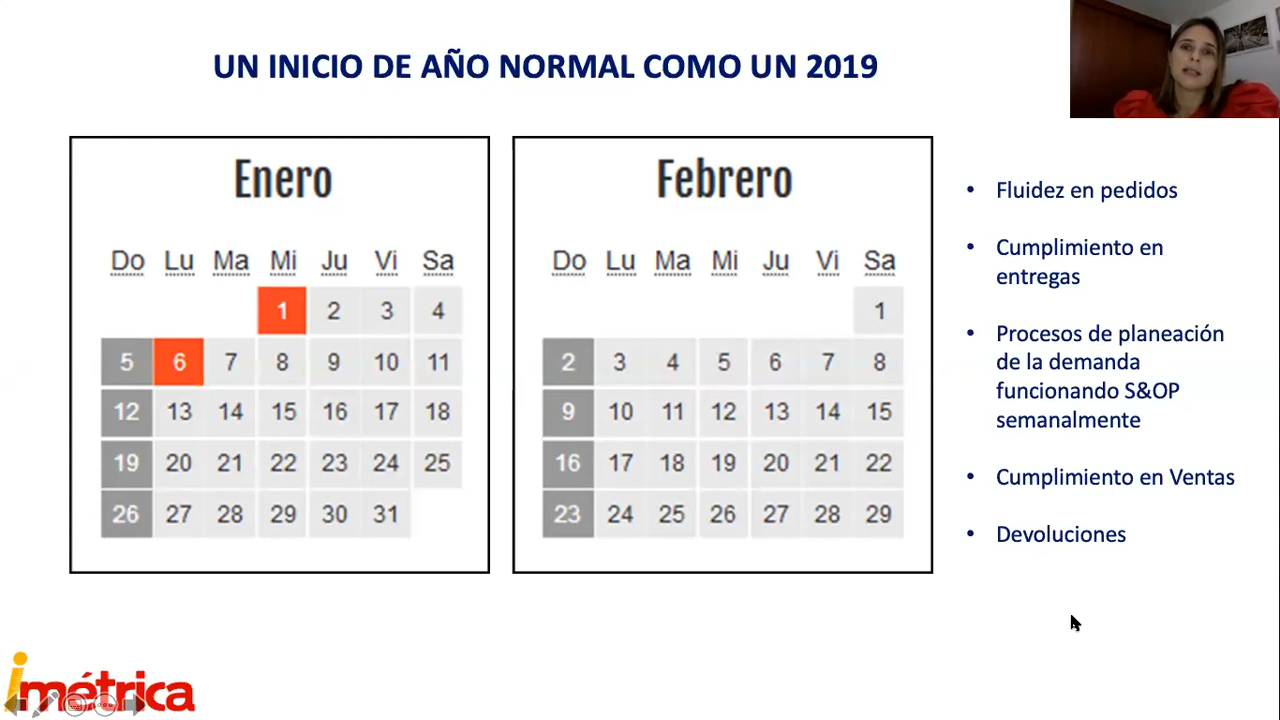 UN INICIO DE AÑO NORMAL COMO UN 2019
Enero
Do Lu Ma Mi Ju Vi Sa
1 2 3 4
5 6 7 8 9 10 11
12 13 14 15 16 17 18
19 20 21 22 23 24 25
26 27 28 29 30 31
Febrero
Do Lu Ma Mi Ju Vi Sa
1
2 3 4 5 6 7 8
9 10 11 12 13 14 15
16 17 18 19 20 21 22
23 24 25 26 27 28 29
• Fluidez en pedidos
• Cumplimiento en
entregas
• Procesos de planeación
de la demanda
funcionando S&OP
semanalmente
• Cumplimiento en Ventas
• Devoluciones
imétrica